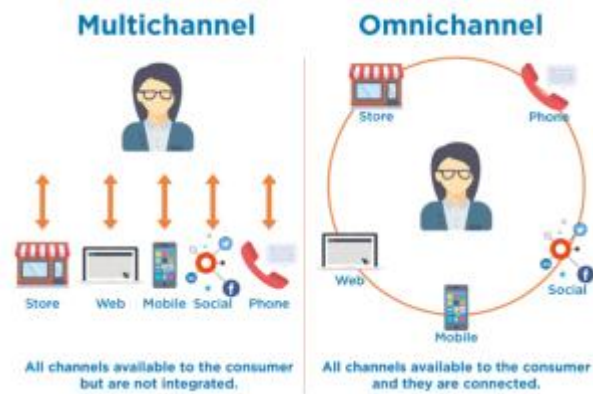 Multichannel
Store
Web
Mobile
Social
Phone
All channels available to the consumer
but are not integrated.
Omnichannel
Store
Phone
Web
Social
Mobile
All channels available to the consumer
and they are connected.